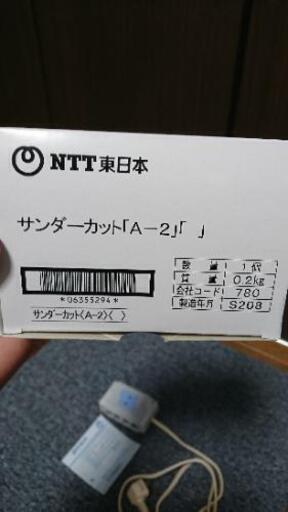 NTT東日本
サンダーカット「A-2」「 」
数 量 1個
質 量 0.2kg
会社コード 780
製造年月 S208
*06355294*
サンダーカット(A-2)( )